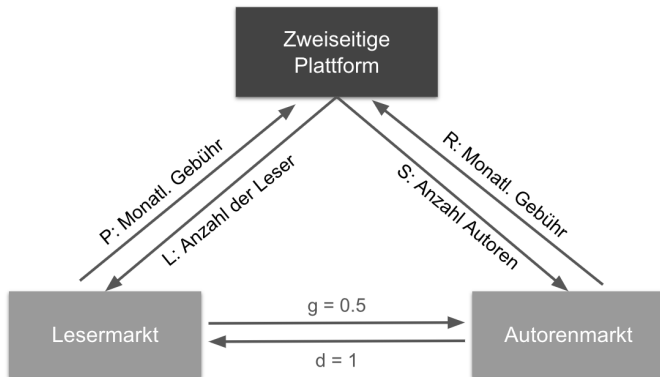 Zweiseitige
Plattform
P: Monatl. Gebühr
L: Anzahl der Leser
S: Anzahl Autoren
R: Monatl. Gebühr
Lesermarkt
g = 0.5
d = 1
Autorenmarkt